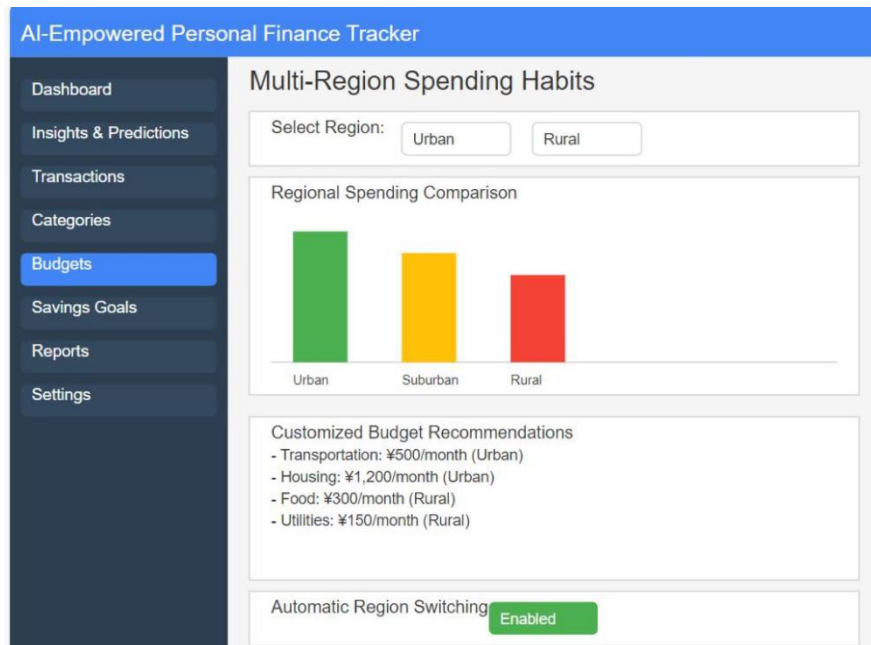 AI-Empowered Personal Finance Tracker
Dashboard
Insights & Predictions
Transactions
Categories
Budgets
Savings Goals
Reports
Settings
Multi-Region Spending Habits
Select Region: Urban Rural
Regional Spending Comparison
Urban Suburban Rural
Customized Budget Recommendations
- Transportation: ¥500/month (Urban)
- Housing: ¥1,200/month (Urban)
- Food: ¥300/month (Rural)
- Utilities: ¥150/month (Rural)
Automatic Region Switching Enabled